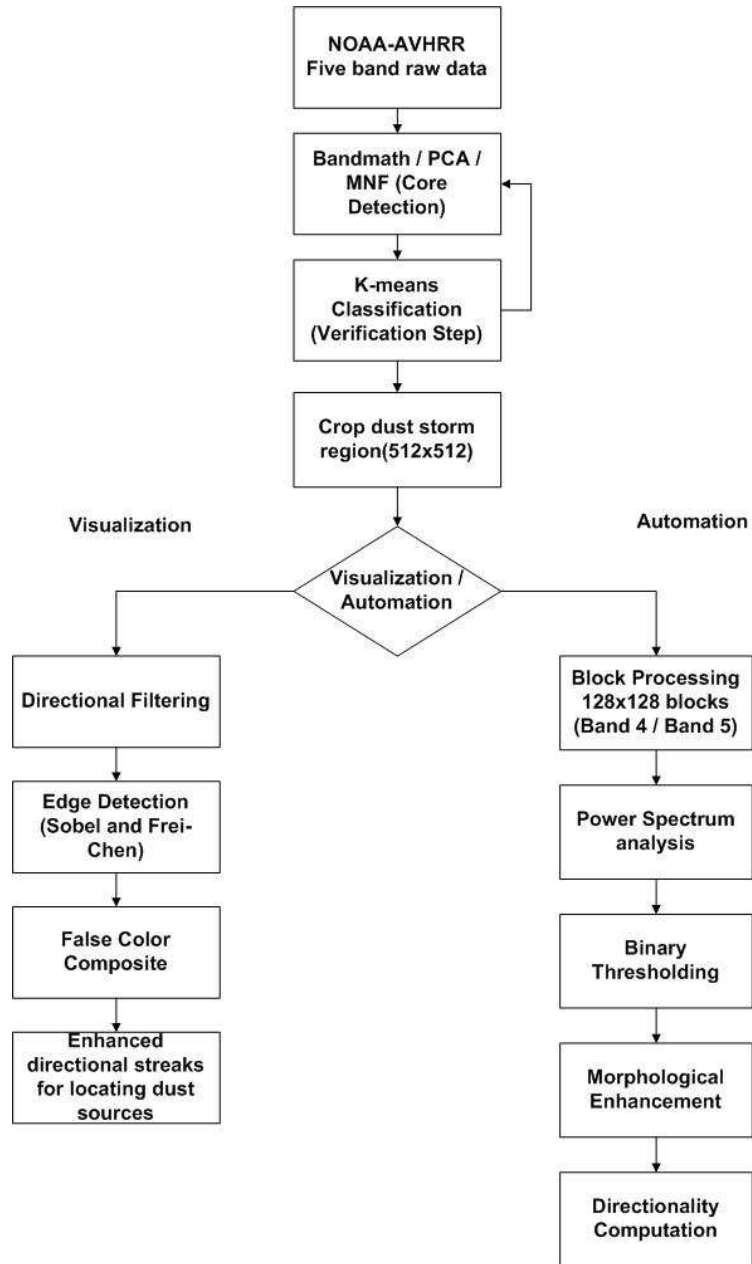 NOAA-AVHRR
Five band raw data
Bandmath / PCA /
MNF (Core
Detection)
K-means
Classification
(Verification Step)
Crop dust storm
region(512x512)
Visualization
Automation
Visualization /
Automation
Directional Filtering
Edge Detection
(Sobel and Frei-
Chen)
False Color
Composite
Enhanced
directional streaks
for locating dust
sources
Block Processing
128x128 blocks
(Band 4 / Band 5)
Power Spectrum
analysis
Binary
Thresholding
Morphological
Enhancement
Directionality
Computation